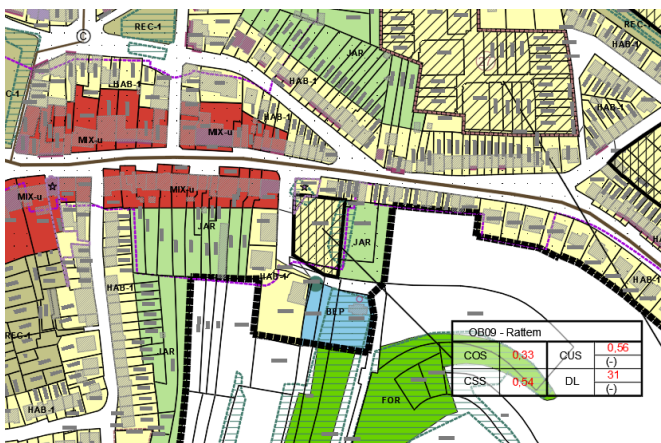 REC-1
REC-1
HAB-1
C
JAR
HAB-1
HAB-1
HAB-1
C-1
HAB-1
MIX-u
MIX-u
HAB-1
MIX-u
MIX-u
JAR
JAR
HAB-1
HAB-1
HAB-1
BEP
REC-1
JAR
FOR
HAB-1
OB09 - Rattem
COS 0,33 CUS 0,56
(-)
CSS 0,54 DL 31
(-)